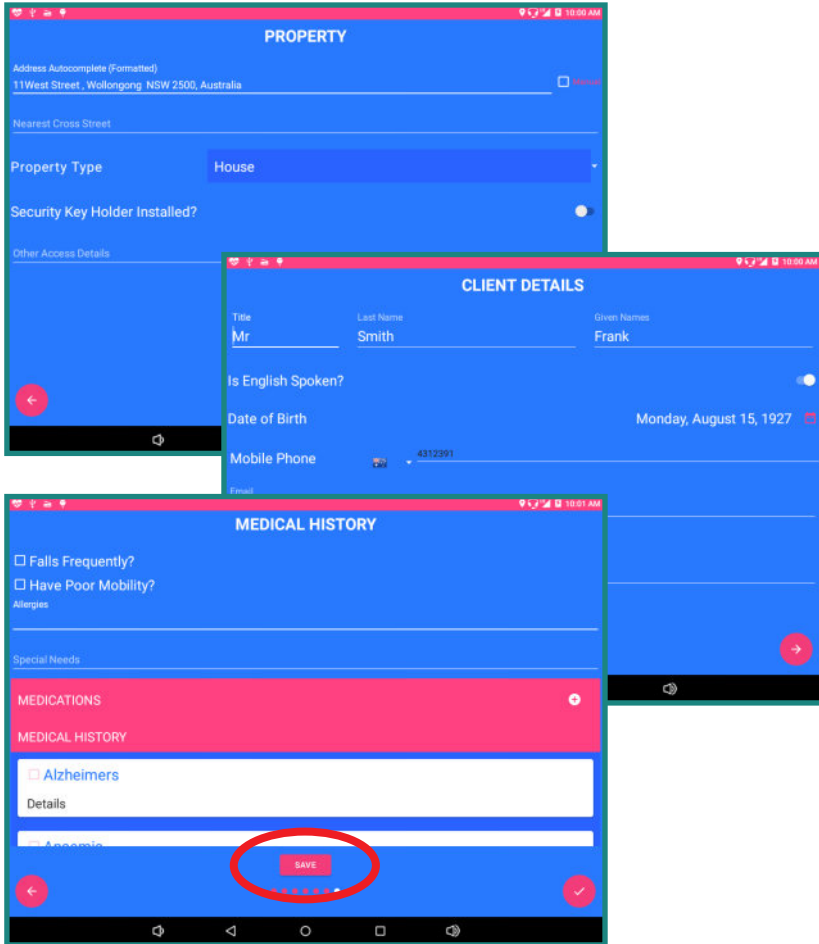 10:00 AM
PROPERTY
Address Autocomplete (Formatted)
11West Street , Wollongong NSW 2500, Australia
Manual
Nearest Cross Street
Property Type House
Security Key Holder Installed?
Other Access Details
10:00 AM
CLIENT DETAILS
Title Last Name Given Names
Mr Smith Frank
Is English Spoken?
Date of Birth Monday, August 15, 1927
Mobile Phone 4312391
Email
10:01 AM
MEDICAL HISTORY
Falls Frequently?
Have Poor Mobility?
Allergies
Special Needs
MEDICATIONS
MEDICAL HISTORY
Alzheimers
Details
Anaemia
SAVE